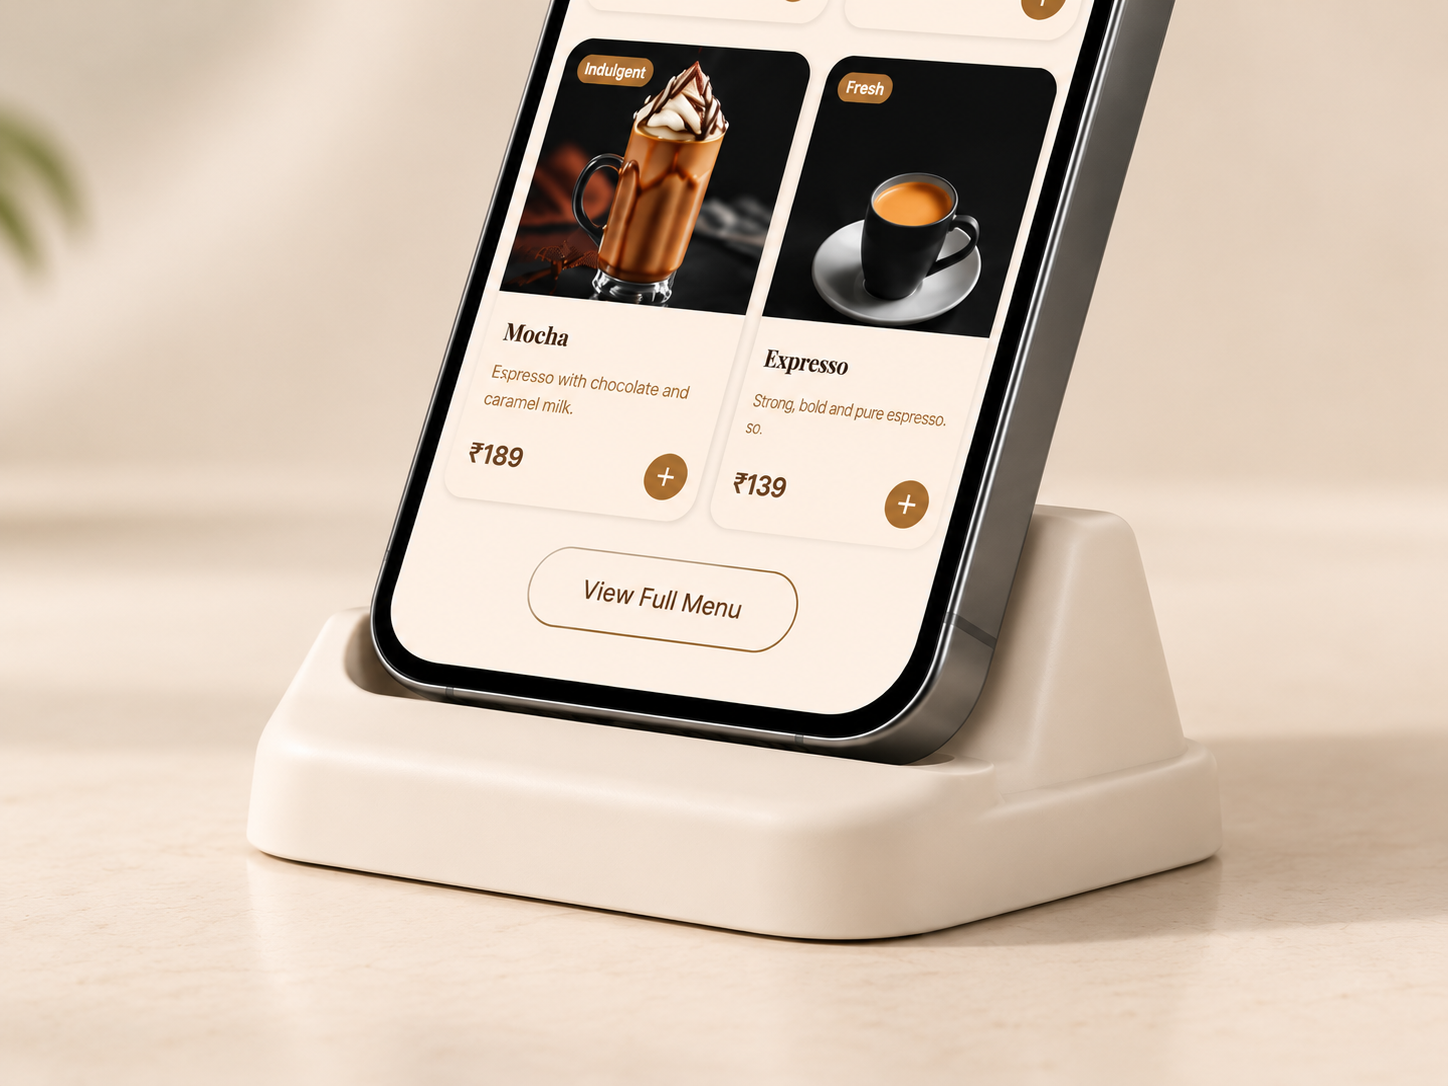 Indulgent
Fresh
Mocha
Espresso with chocolate and
caramel milk.
₹189
+
Expresso
Strong, bold and pure espresso.
so.
₹139
+
View Full Menu